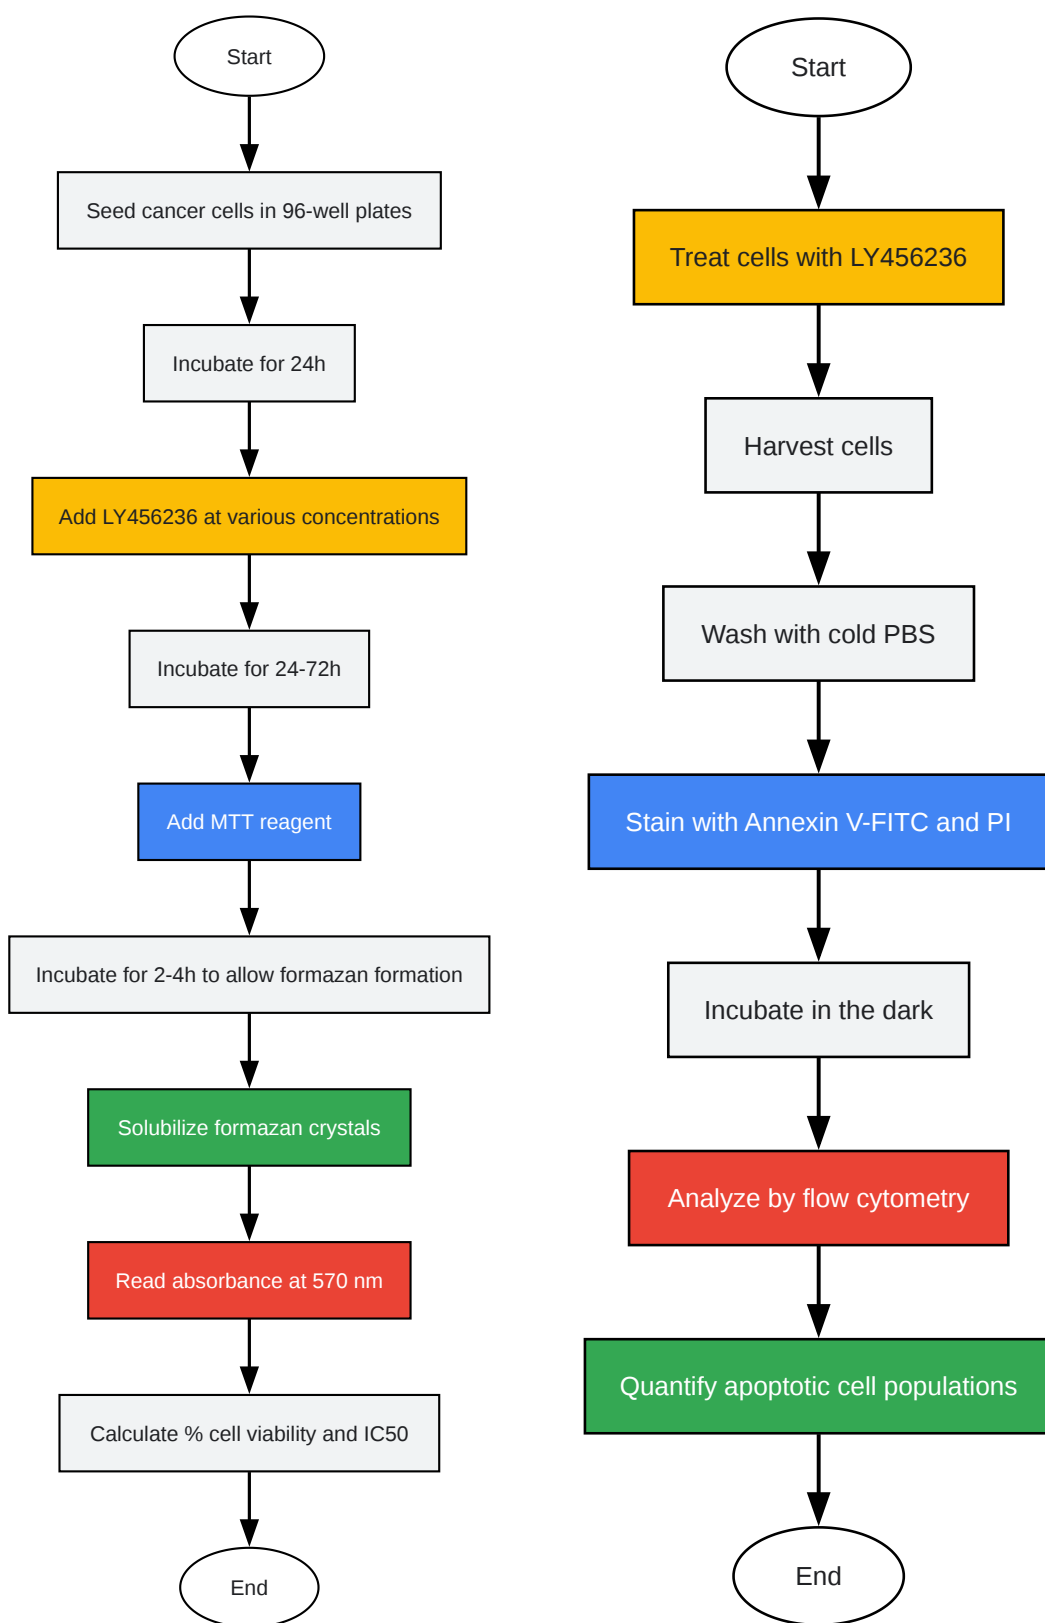 Start
Seed cancer cells in 96-well plates
Incubate for 24h
Add LY456236 at various concentrations
Incubate for 24-72h
Add MTT reagent
Incubate for 2-4h to allow formazan formation
Solubilize formazan crystals
Read absorbance at 570 nm
Calculate % cell viability and IC50
End
Start
Treat cells with LY456236
Harvest cells
Wash with cold PBS
Stain with Annexin V-FITC and PI
Incubate in the dark
Analyze by flow cytometry
Quantify apoptotic cell populations
End